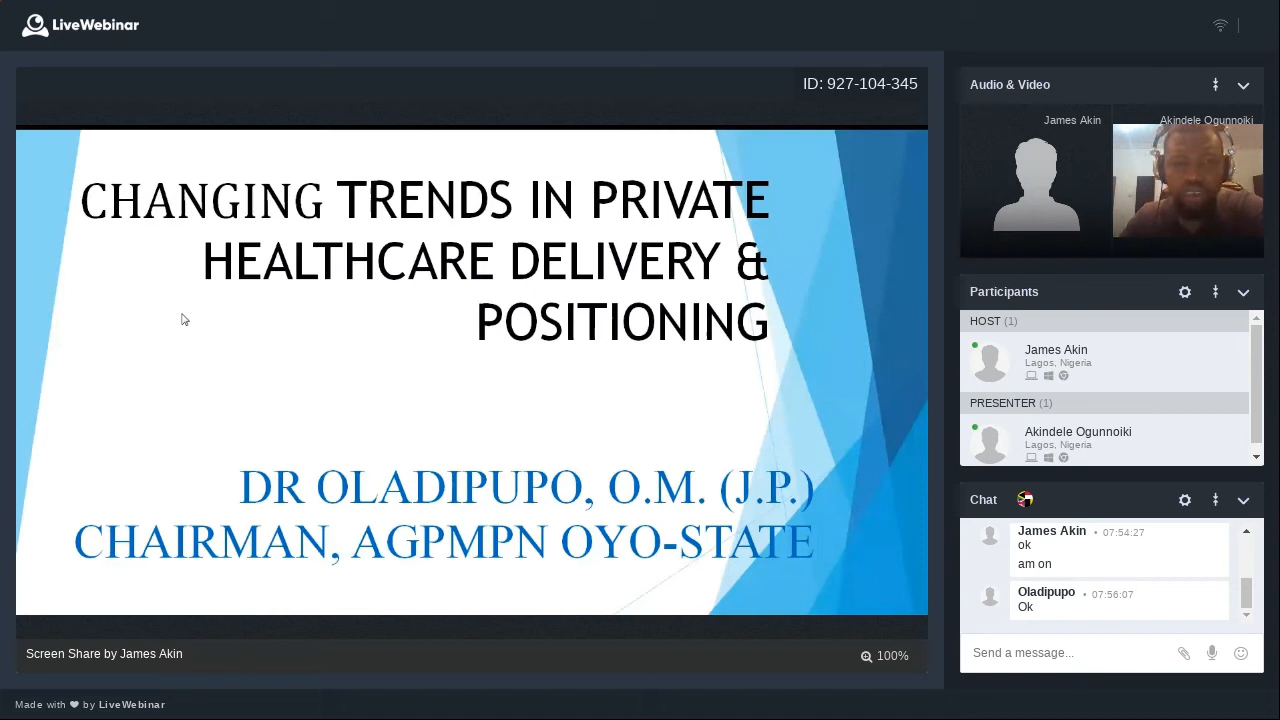 LiveWebinar
ID: 927-104-345
CHANGING TRENDS IN PRIVATE
HEALTHCARE DELIVERY &
POSITIONING
DR OLADIPUPO, O.M. (J.P.)
CHAIRMAN, AGPMPN OYO-STATE
Screen Share by James Akin
100%
Audio & Video
James Akin
Akindele Ogunnoiki
Participants
HOST (1)
James Akin
Lagos, Nigeria
PRESENTER (1)
Akindele Ogunnoiki
Lagos, Nigeria
Chat
James Akin • 07:54:27
ok
am on
Oladipupo • 07:56:07
Ok
Send a message...
Made with ❤ by LiveWebinar